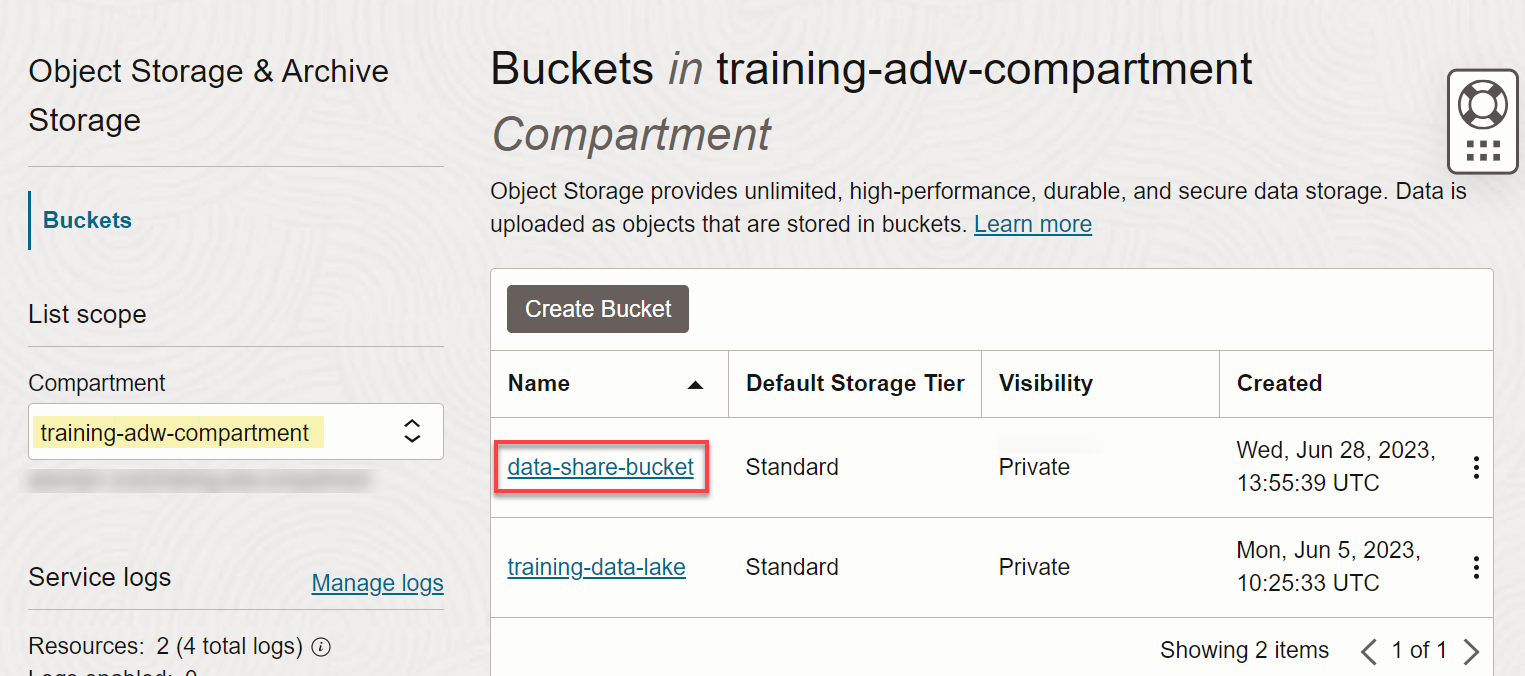 Object Storage & Archive
Storage
Buckets
List scope
Compartment
training-adw-compartment
Service logs
Manage logs
Resources: 2 (4 total logs)
Buckets in training-adw-compartment
Compartment
Object Storage provides unlimited, high-performance, durable, and secure data storage. Data is
uploaded as objects that are stored in buckets. Learn more
Create Bucket
Name Default Storage Tier Visibility Created
data-share-bucket Standard Private Wed, Jun 28, 2023,
13:55:39 UTC
training-data-lake Standard Private Mon, Jun 5, 2023,
10:25:33 UTC
Showing 2 items 1 of 1